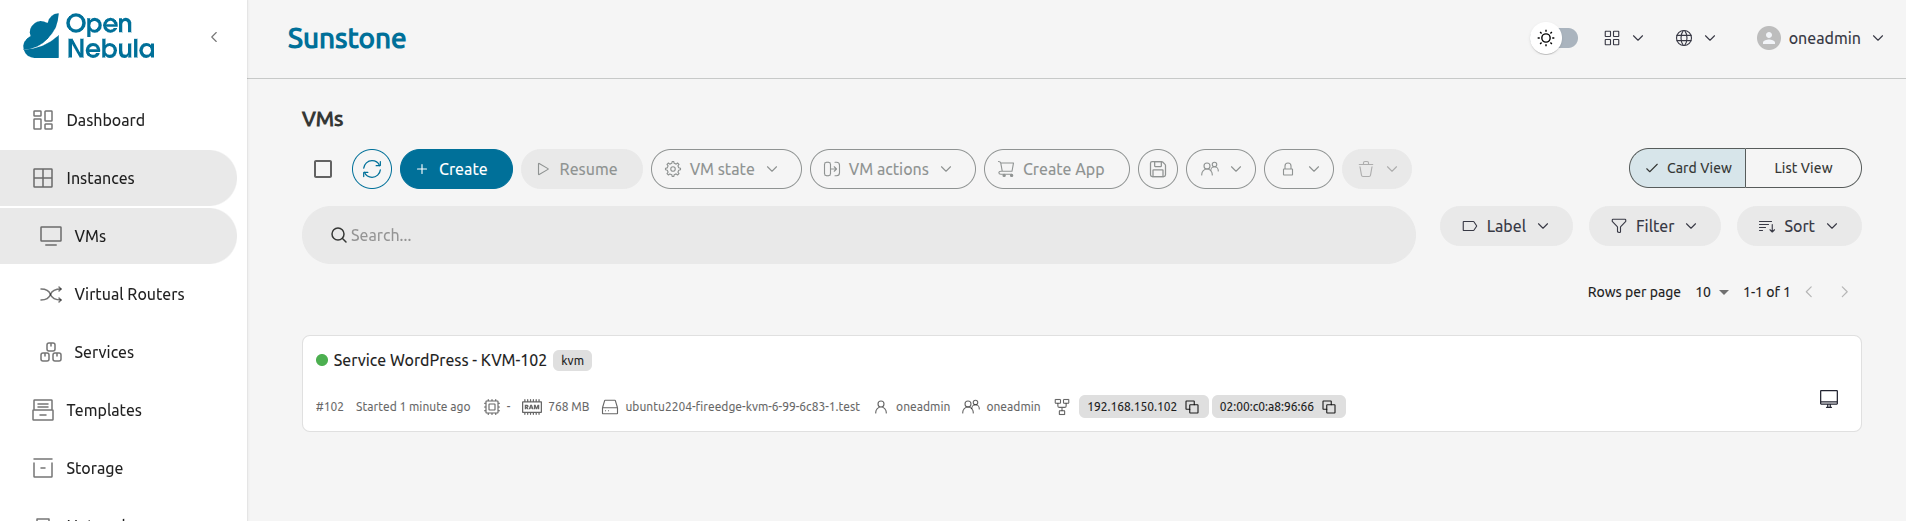 Open
Nebula
Sunstone
oneadmin
Dashboard
Instances
VMs
Virtual Routers
Services
Templates
Storage
VMs
Create
Resume
VM state
VM actions
Create App
Card View
List View
Search...
Label
Filter
Sort
Rows per page 10 1-1 of 1
Service WordPress - KVM-102 kvm
#102 Started 1 minute ago - RAM 768 MB ubuntu2204-fireedge-kvm-6-99-6c83-1.test oneadmin oneadmin 192.168.150.102 02:00:c0:a8:96:66